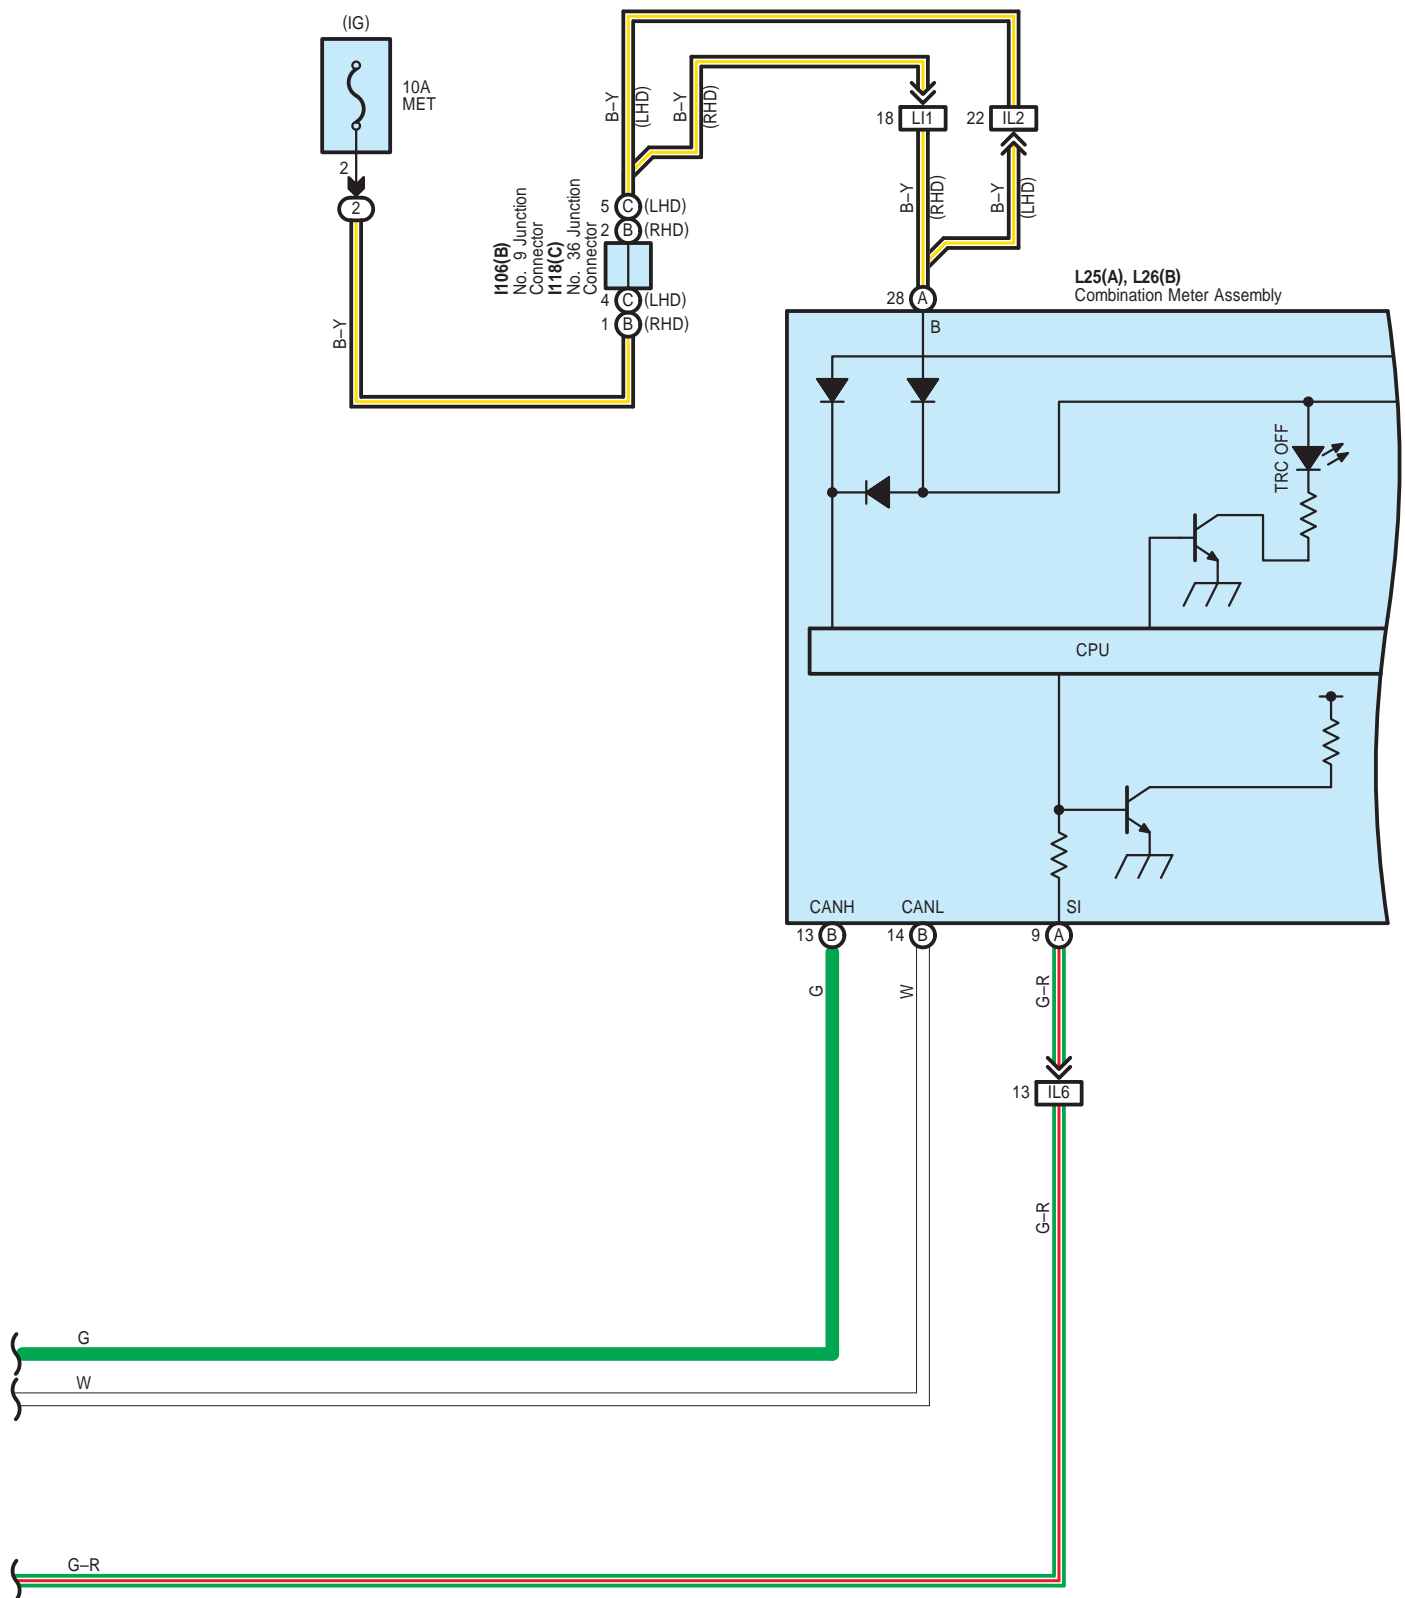 (IG)
10A
MET
2
2
B–Y
I106(B)
No. 9 Junction
Connector
I118(C)
No. 36 Junction
Connector
5 C (LHD)
2 B (RHD)
4 C (LHD)
1 B (RHD)
B–Y
(LHD)
B–Y
(RHD)
18 LI1
22 IL2
B–Y
(RHD)
B–Y
(LHD)
28 A
B
L25(A), L26(B)
Combination Meter Assembly
TRC OFF
CPU
CANH
CANL
SI
13 B
14 B
9 A
G
W
G–R
13 IL6
G–R
G
W
G–R